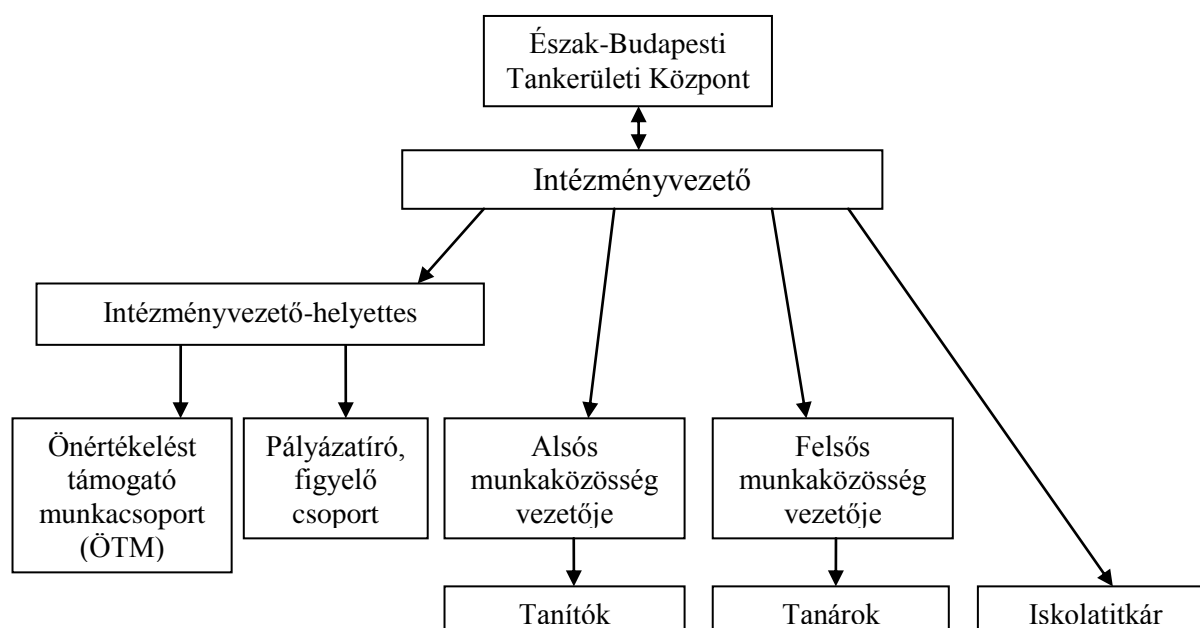 Észak-Budapesti
Tankerületi Központ
Intézményvezető
Intézményvezető-helyettes
Önértékelést
támogató
munkacsoport
(ÖTM)
Pályázatíró,
figyelő
csoport
Alsós
munkaközösség
vezetője
Felsős
munkaközösség
vezetője
Tanítók
Tanárok
Iskolatitkár